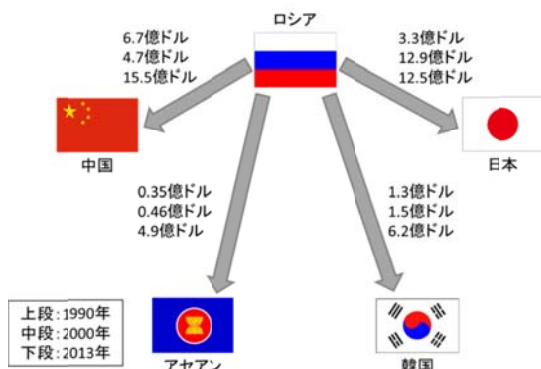 ロシア
6.7億ドル
4.7億ドル
15.5億ドル
3.3億ドル
12.9億ドル
12.5億ドル
中国
日本
0.35億ドル
0.46億ドル
4.9億ドル
1.3億ドル
1.5億ドル
6.2億ドル
上段:1990年
中段:2000年
下段:2013年
アセアン
韓国